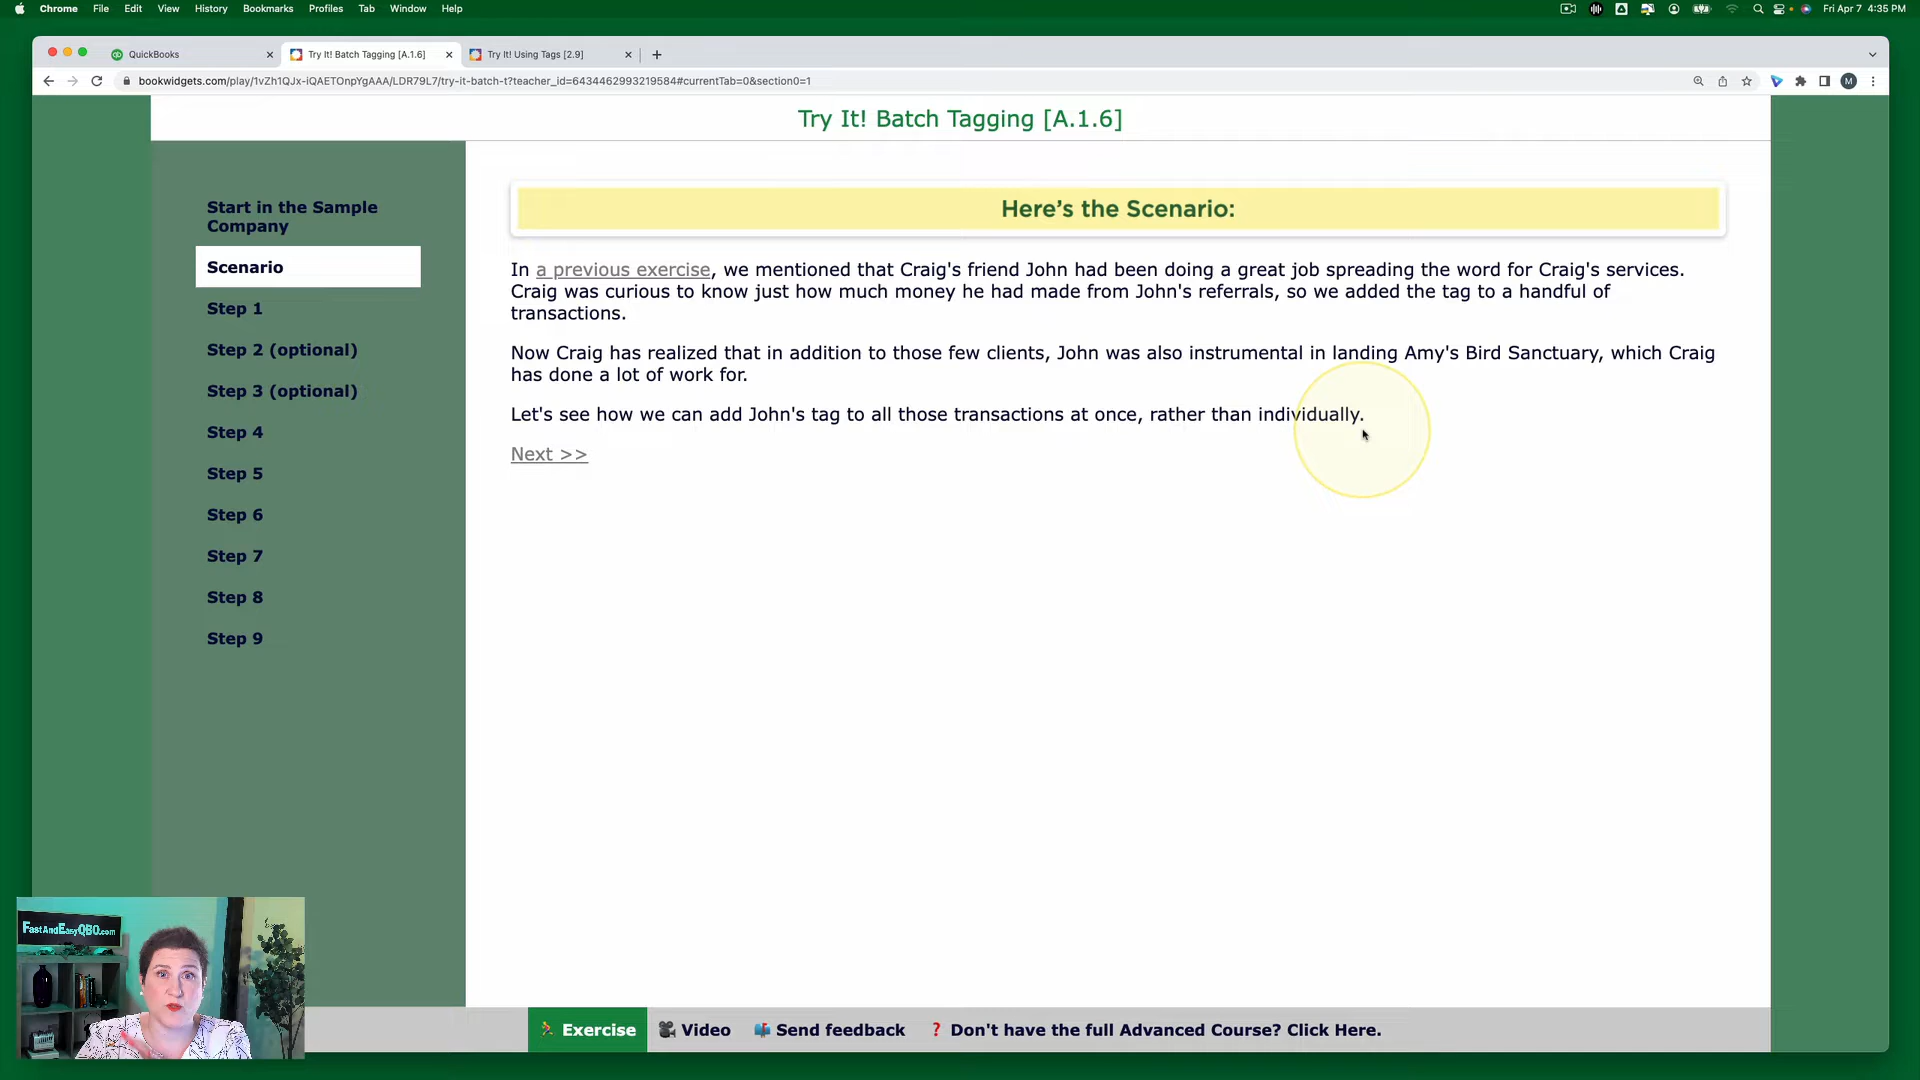 Chrome File Edit View History Bookmarks Profiles Tab Window Help Fri Apr 7 4:35 PM
QuickBooks Try It! Batch Tagging [A.1.6] Try It! Using Tags [2.9]
bookwidgets.com/play/1vZh1QJx-iQAETOnpYgAAA/LDR79L7/try-it-batch-t?teacher_id=6434462993219584#currentTab=0&section0=1
Try It! Batch Tagging [A.1.6]
Start in the Sample
Company
Scenario
Step 1
Step 2 (optional)
Step 3 (optional)
Step 4
Step 5
Step 6
Step 7
Step 8
Step 9
Here's the Scenario:
In a previous exercise, we mentioned that Craig's friend John had been doing a great job spreading the word for Craig's services.
Craig was curious to know just how much money he had made from John's referrals, so we added the tag to a handful of
transactions.
Now Craig has realized that in addition to those few clients, John was also instrumental in landing Amy's Bird Sanctuary, which Craig
has done a lot of work for.
Let's see how we can add John's tag to all those transactions at once, rather than individually.
Next >>
FastAndEasyQBO.com
Exercise Video Send feedback Don't have the full Advanced Course? Click Here.